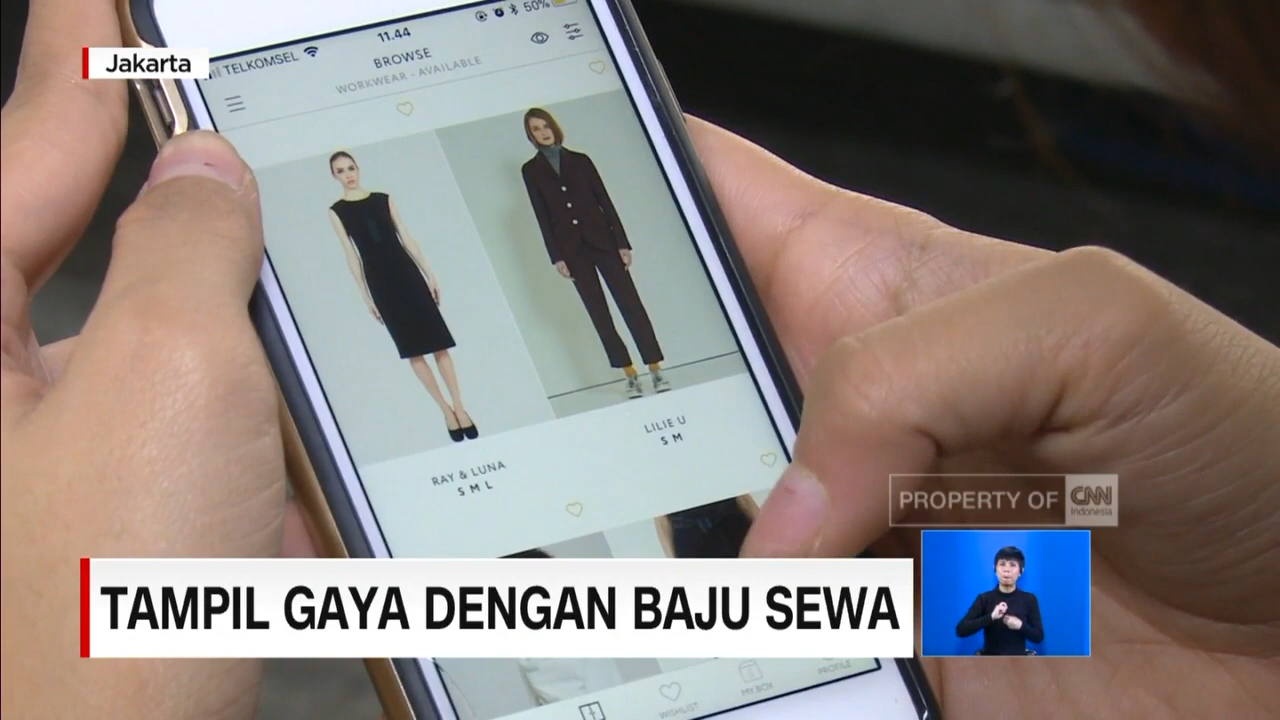 Jakarta
TELKOMSEL
11.44
50%
BROWSE
WORKWEAR - AVAILABLE
RAY & LUNA
S M L
LILIE U
S M
PROPERTY OF CNN Indonesia
TAMPIL GAYA DENGAN BAJU SEWA
WISHLIST
MY BOX
PROFILE